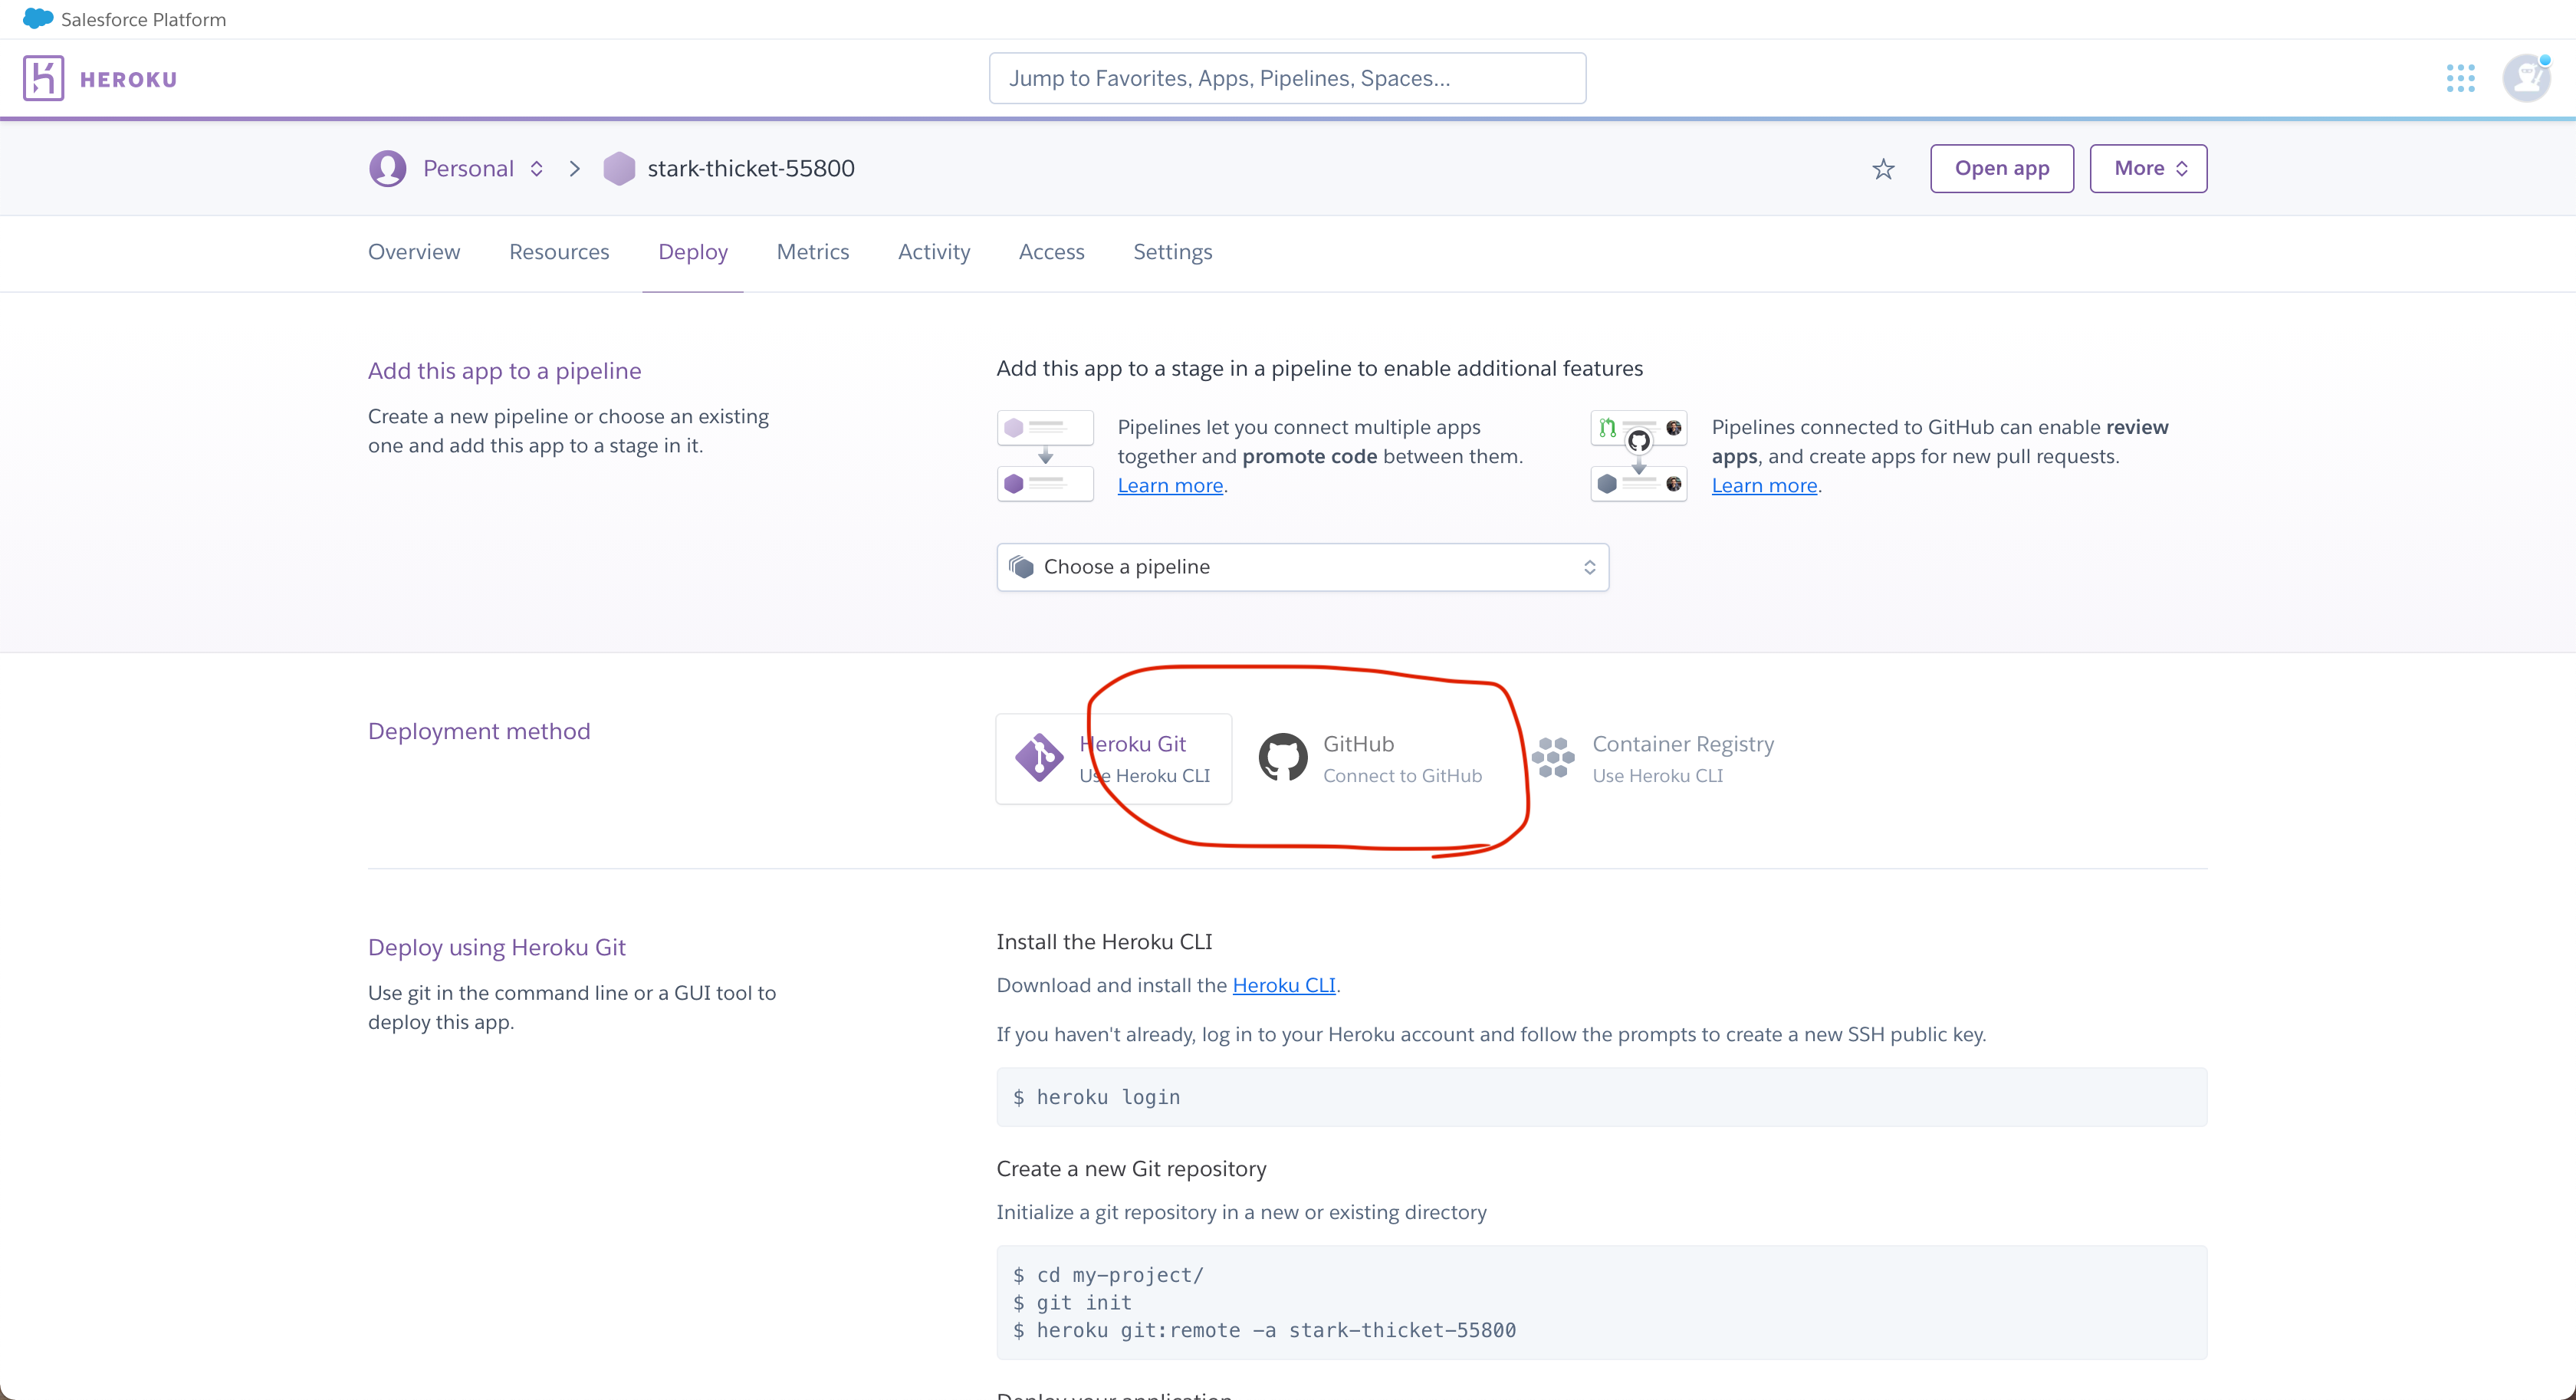 Salesforce Platform
HEROKU
Jump to Favorites, Apps, Pipelines, Spaces...
Personal
stark-thicket-55800
Open app
More
Overview
Resources
Deploy
Metrics
Activity
Access
Settings
Add this app to a pipeline
Create a new pipeline or choose an existing
one and add this app to a stage in it.
Add this app to a stage in a pipeline to enable additional features
Pipelines let you connect multiple apps
together and promote code between them.
Learn more.
Pipelines connected to GitHub can enable review
apps, and create apps for new pull requests.
Learn more.
Choose a pipeline
Deployment method
Heroku Git
Use Heroku CLI
GitHub
Connect to GitHub
Container Registry
Use Heroku CLI
Deploy using Heroku Git
Use git in the command line or a GUI tool to
deploy this app.
Install the Heroku CLI
Download and install the Heroku CLI.
If you haven't already, log in to your Heroku account and follow the prompts to create a new SSH public key.
$ heroku login
Create a new Git repository
Initialize a git repository in a new or existing directory
$ cd my-project/
$ git init
$ heroku git:remote -a stark-thicket-55800
Deploy your application